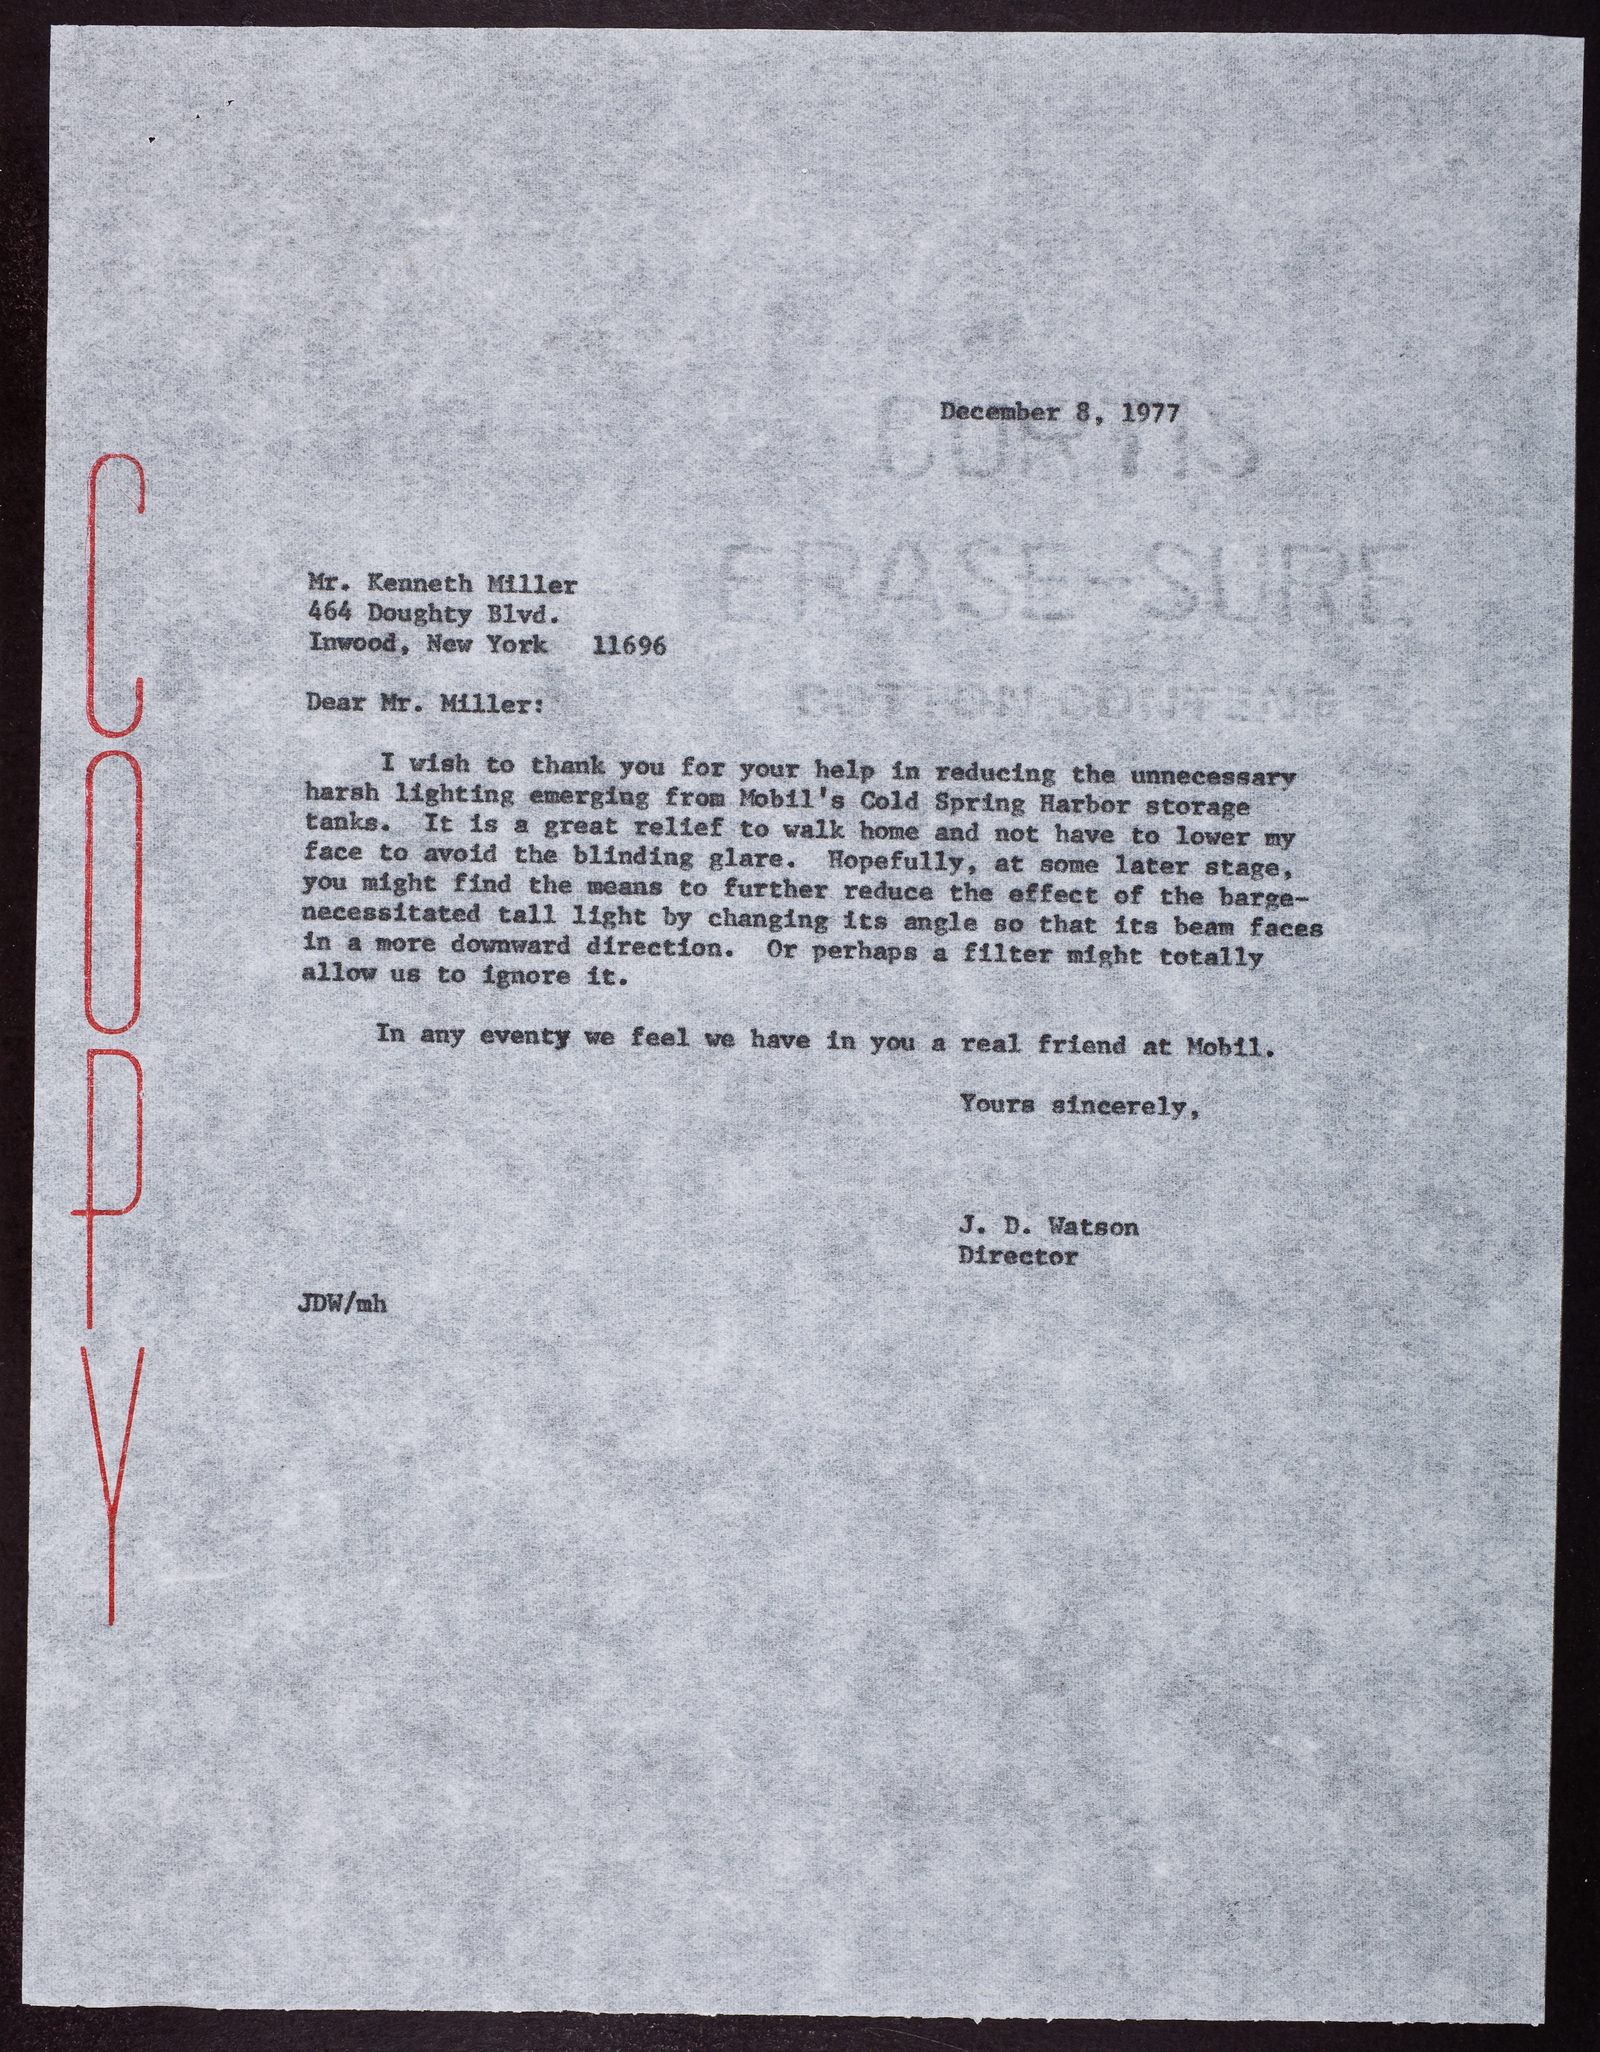 December 8, 1977
CURTIS
ERASE-SURE
COTTON CONTENT
COPY
Mr. Kenneth Miller
464 Doughty Blvd.
Inwood, New York 11696
Dear Mr. Miller:
I wish to thank you for your help in reducing the unnecessary
harsh lighting emerging from Mobil's Cold Spring Harbor storage
tanks. It is a great relief to walk home and not have to lower my
face to avoid the blinding glare. Hopefully, at some later stage,
you might find the means to further reduce the effect of the barge-
necessitated tall light by changing its angle so that its beam faces
in a more downward direction. Or perhaps a filter might totally
allow us to ignore it.
In any eventy we feel we have in you a real friend at Mobil.
Yours sincerely,
J. D. Watson
Director
JDW/mh